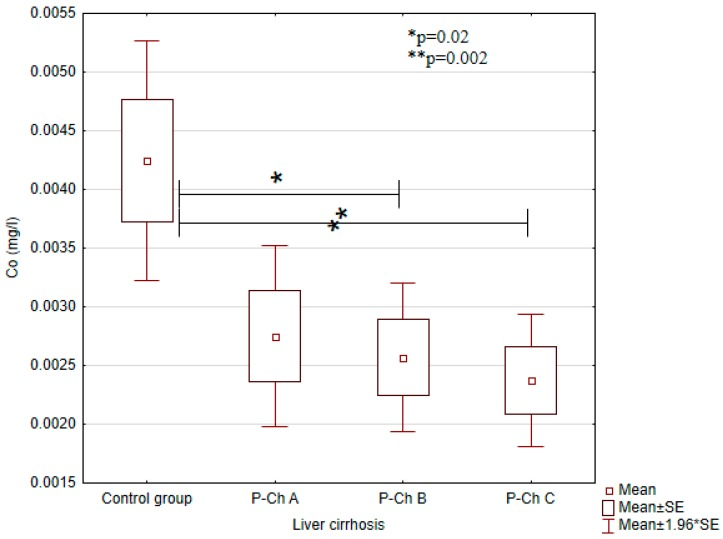 0.0055
*p=0.02
**p=0.002
0.0050
0.0045
0.0040
*
*
*
0.0035
0.0030
0.0025
0.0020
0.0015
Co (mg/l)
Control group P-Ch A P-Ch B P-Ch C
Liver cirrhosis
Mean
Mean±SE
Mean±1.96*SE